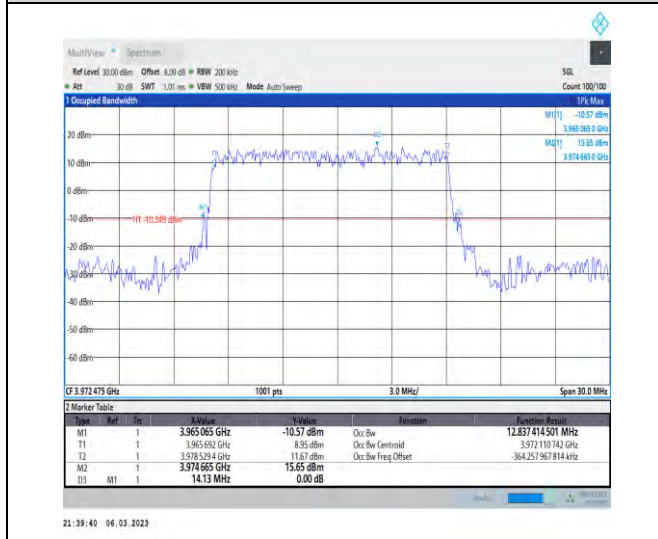 MultiView Spectrum
Ref Level 30.00 dBm Offset 8.00 dB RBW 200 kHz SGL
Att 30 dB SWT 1.01 ms VBW 500 kHz Mode Auto Sweep Count 100/100
1 Occupied Bandwidth 1Pk Max
M1[1] -10.57 dBm
3.965 065 0 GHz
M2[1] 15.65 dBm
3.974 665 0 GHz
20 dBm
10 dBm
0 dBm
-10 dBm
H1 -10.349 dBm
-20 dBm
-30 dBm
-40 dBm
-50 dBm
-60 dBm
M1
T1
M2
T2
D3
CF 3.972 475 GHz 1001 pts 3.0 MHz/ Span 30.0 MHz
2 Marker Table
Type Ref Trc X-Value Y-Value Function Function Result
M1 1 3.965 065 GHz -10.57 dBm Occ Bw 12.837 414 501 MHz
T1 1 3.965 692 GHz 8.95 dBm Occ Bw Centroid 3.972 110 742 GHz
T2 1 3.978 529 4 GHz 11.67 dBm Occ Bw Freq Offset -364.257 967 814 kHz
M2 1 3.974 665 GHz 15.65 dBm
D3 M1 1 14.13 MHz 0.00 dB
21:39:40 06.03.2023